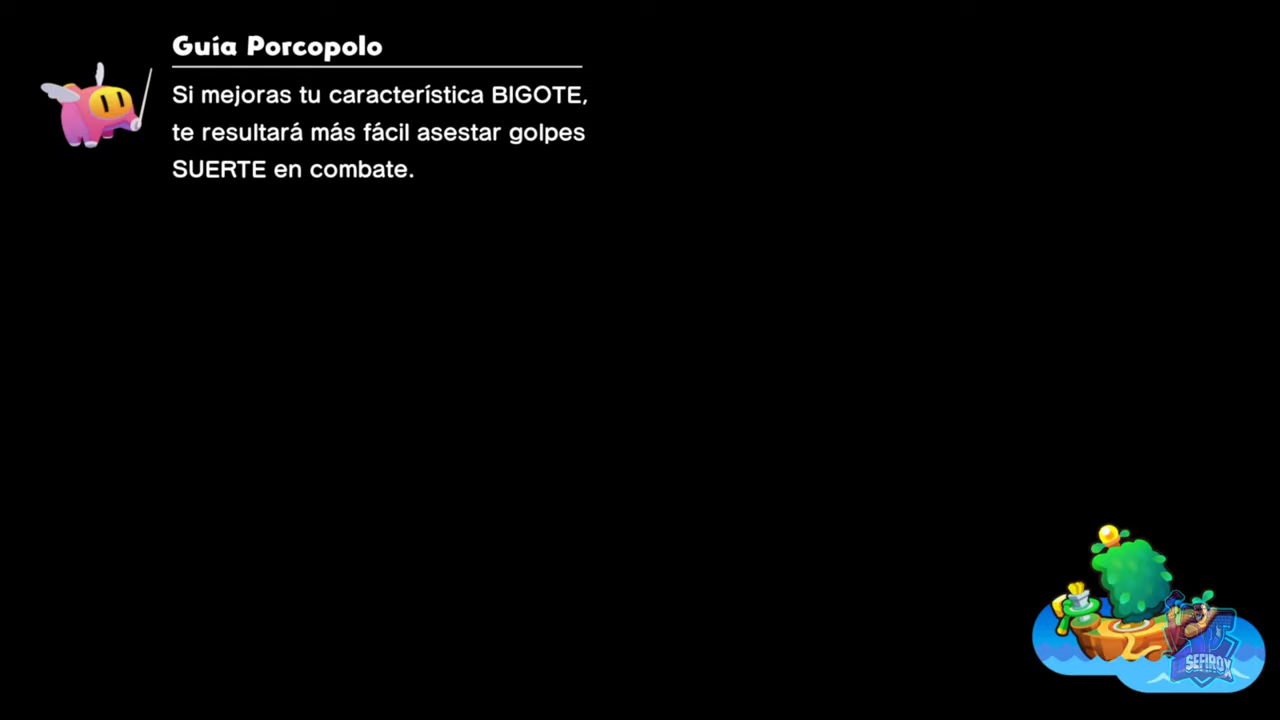 Guía Porcopolo
Si mejoras tu característica BIGOTE,
te resultará más fácil asestar golpes
SUERTE en combate.
SEFIROX